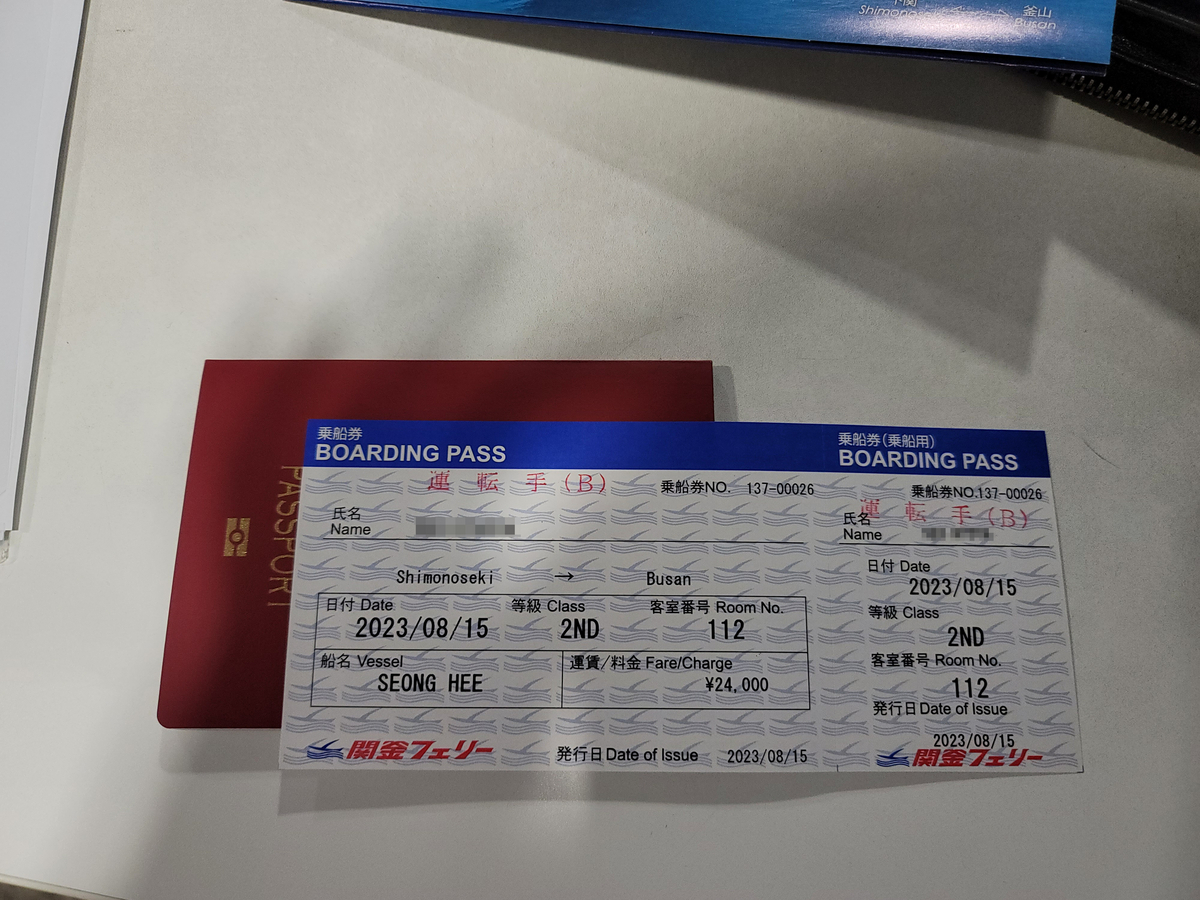 下関
釜山
Busan
PASSPORT
乗船券
BOARDING PASS
運 転 手 (B)
乗船券NO. 137-00026
氏名
Name
Shimonoseki → Busan
日付 Date 等級 Class 客室番号 Room No.
2023/08/15 2ND 112
船名 Vessel 運賃/料金 Fare/Charge
SEONG HEE ¥24,000
関金フェリー 発行日 Date of Issue 2023/08/15
乗船券(乗船用)
BOARDING PASS
乗船券NO.137-00026
運 転 手 (B)
氏名
Name
日付 Date
2023/08/15
等級 Class
2ND
客室番号 Room No.
112
発行日 Date of Issue
2023/08/15
関金フェリー